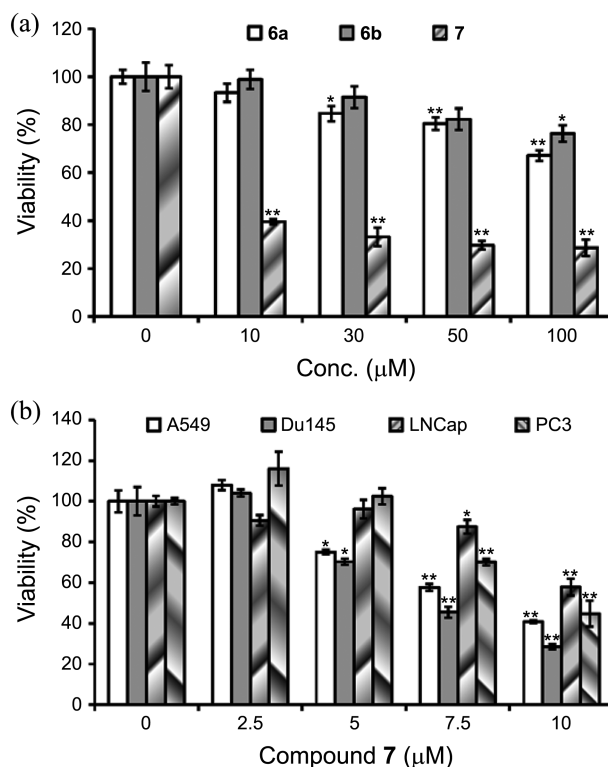 (a)
6a 6b 7
120
100
80
60
40
20
0
Viability (%)
* ** ** *
** ** ** **
0 10 30 50 100
Conc. (μM)
(b)
A549 Du145 LNCap PC3
140
120
100
80
60
40
20
0
Viability (%)
* * ** ** * ** ** ** ** **
0 2.5 5 7.5 10
Compound 7 (μM)